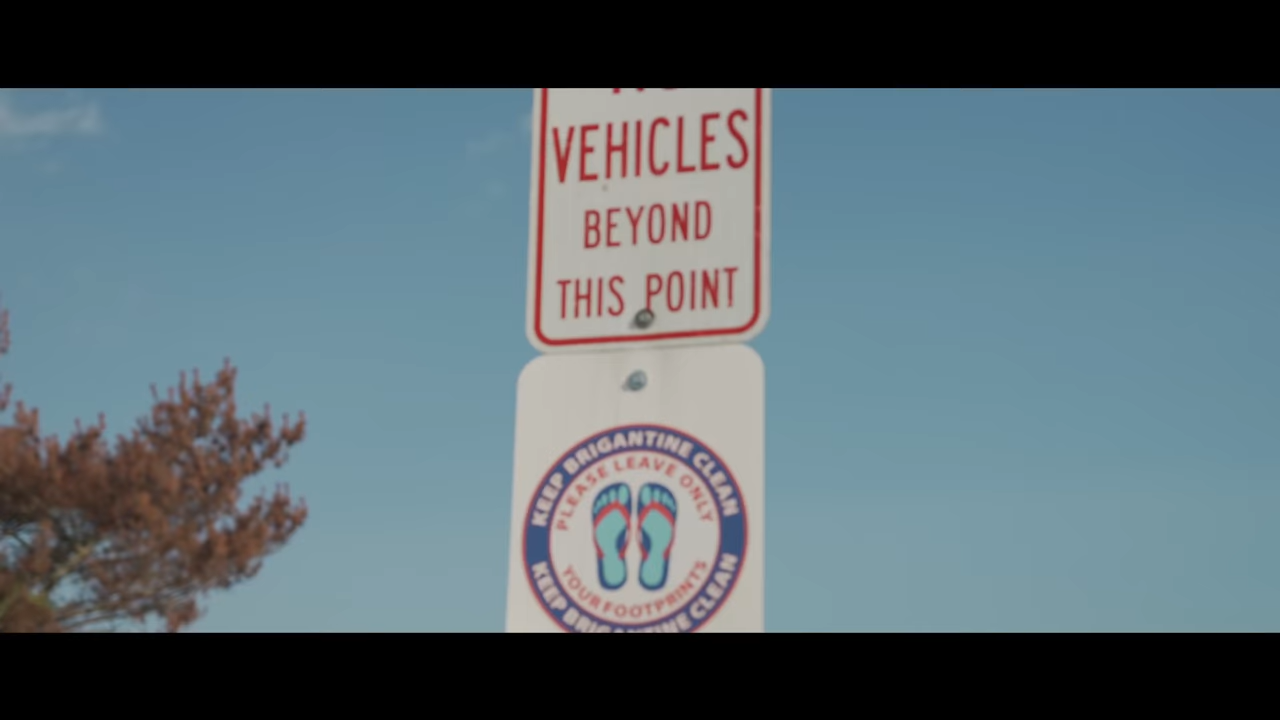 VEHICLES
BEYOND
THIS POINT
KEEP BRIGANTINE CLEAN
PLEASE LEAVE ONLY
YOUR FOOTPRINTS
KEEP BRIGANTINE CLEAN